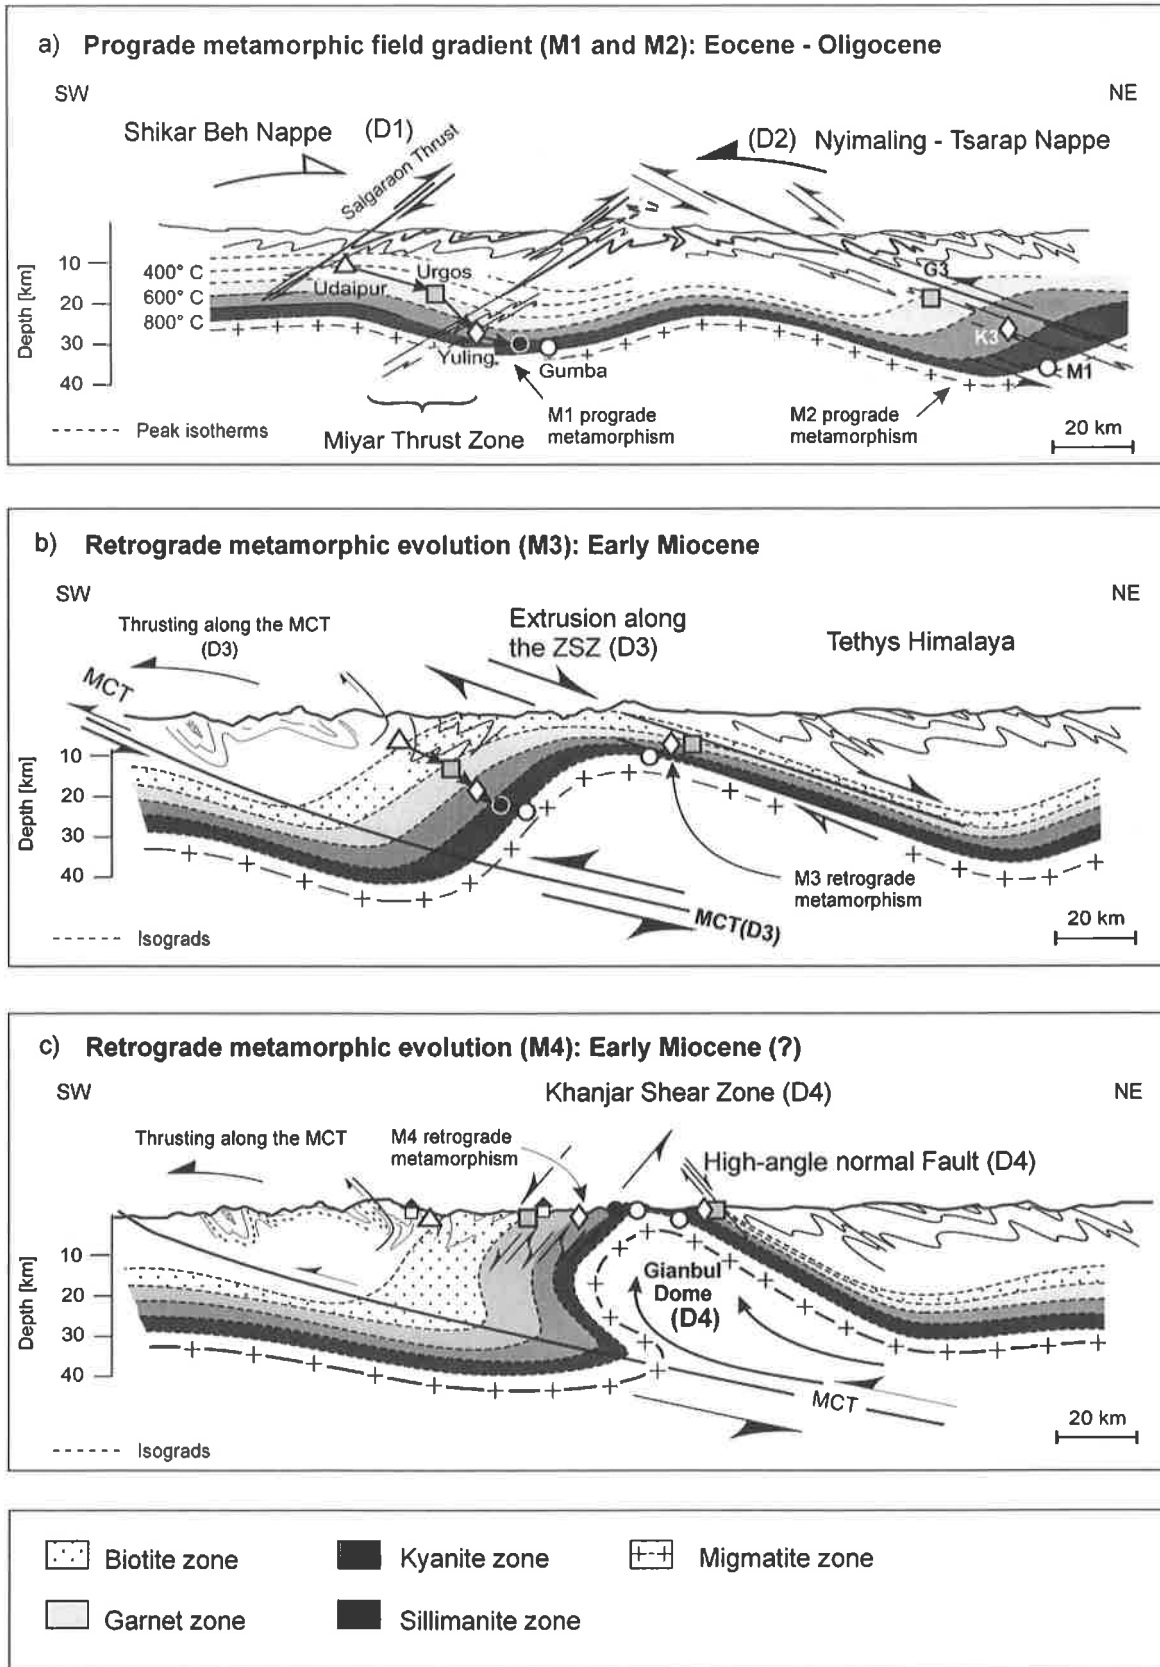 a) Prograde metamorphic field gradient (M1 and M2): Eocene - Oligocene
SW
NE
Shikar Beh Nappe (D1)
(D2) Nyimaling - Tsarap Nappe
Salgaraon Thrust
Depth [km]
10
20
30
40
400° C
600° C
800° C
Udaipur
Urgos
Yuling
Gumba
G3
K3
M1
Miyar Thrust Zone
M1 prograde
metamorphism
M2 prograde
metamorphism
20 km
Peak isotherms
b) Retrograde metamorphic evolution (M3): Early Miocene
SW
NE
Thrusting along the MCT
(D3)
Extrusion along
the ZSZ (D3)
Tethys Himalaya
MCT
Depth [km]
10
20
30
40
M3 retrograde
metamorphism
MCT(D3)
20 km
Isograds
c) Retrograde metamorphic evolution (M4): Early Miocene (?)
SW
Khanjar Shear Zone (D4)
NE
Thrusting along the MCT
M4 retrograde
metamorphism
High-angle normal Fault (D4)
Depth [km]
10
20
30
40
Gianbul
Dome
(D4)
MCT
20 km
Isograds
Biotite zone
Kyanite zone
Migmatite zone
Garnet zone
Sillimanite zone